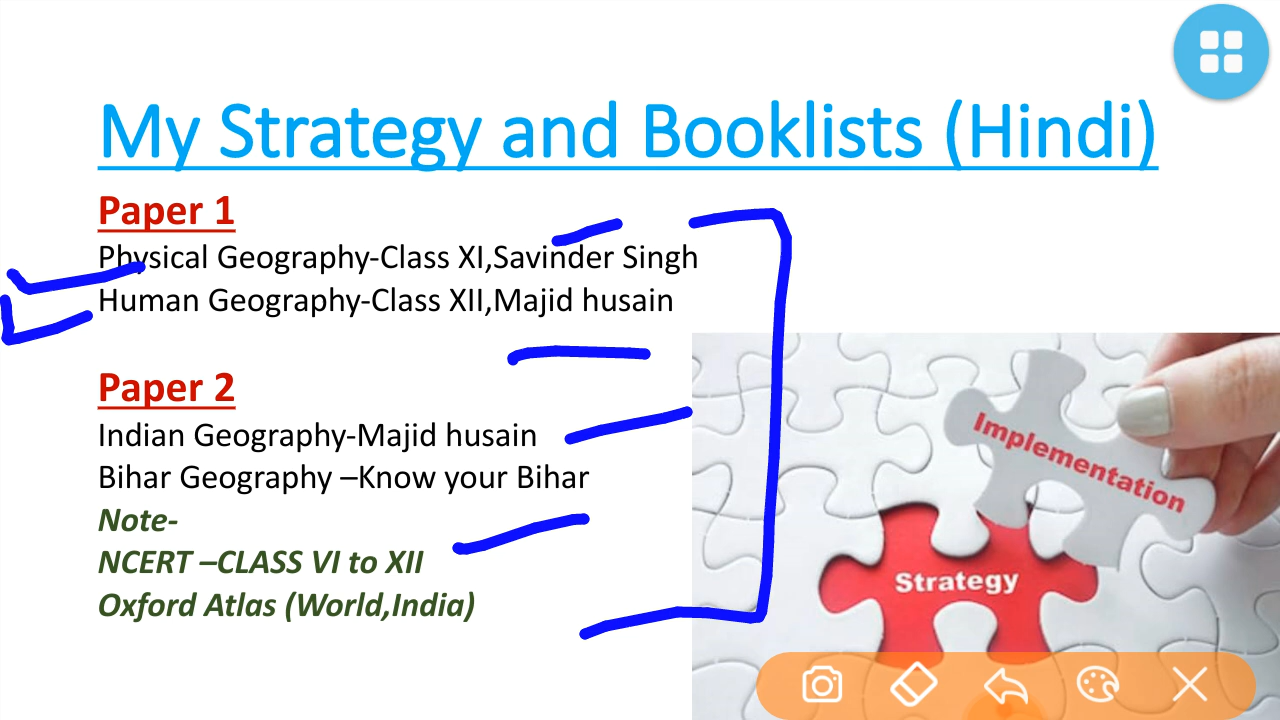 My Strategy and Booklists (Hindi)
Paper 1
Physical Geography-Class XI,Savinder Singh
Human Geography-Class XII,Majid husain
Paper 2
Indian Geography-Majid husain
Bihar Geography –Know your Bihar
Note-
NCERT –CLASS VI to XII
Oxford Atlas (World,India)
Implementation
Strategy